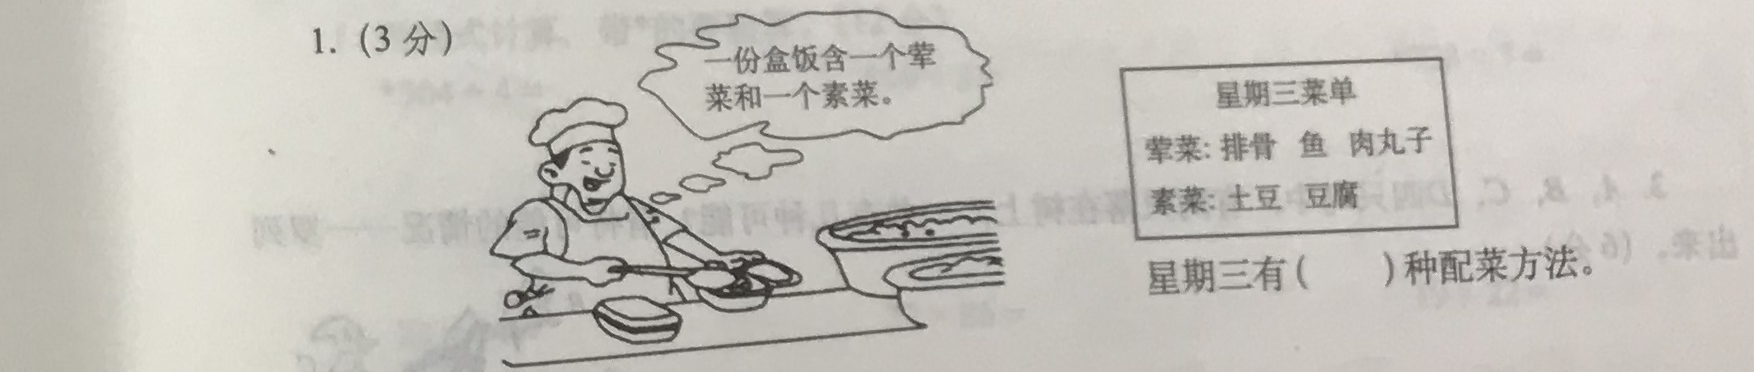 1. (3 分)
一份盒饭含一个荤
菜和一个素菜。
星期三菜单
荤菜: 排骨 鱼 肉丸子
素菜: 土豆 豆腐
星期三有( )种配菜方法。